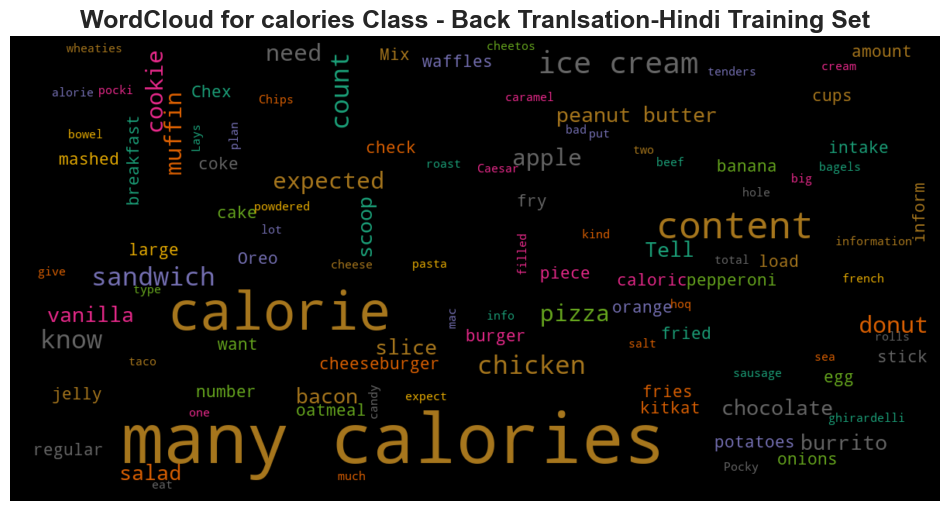 WordCloud for calories Class - Back Tranlsation-Hindi Training Set
wheaties
need
Mix
cheetos
waffles
ice cream
amount
cream
tenders
alorie
pocki
cookie
Chex
Chips
count
caramel
cups
peanut butter
bowel
breakfast
muffin
Lays
plan
bad
put
mashed
coke
check
roast
Caesar
apple
two
beef
banana
intake
bagels
big
expected
powdered
cake
lot
scoop
fry
hole
inform
content
kind
information
large
Oreo
cheese
pasta
filled
Tell
total
load
give
sandwich
type
piece
caloric
pepperoni
french
vanilla
calorie
mac
info
pizza
orange
hoq
donut
know
want
slice
burger
fried
salt
rolls
stick
taco
cheeseburger
chicken
sausage
sea
egg
jelly
number
bacon
candy
expect
fries
kitkat
chocolate
ghirardelli
oatmeal
one
many calories
regular
potatoes
burrito
onions
salad
much
Pocky
eat